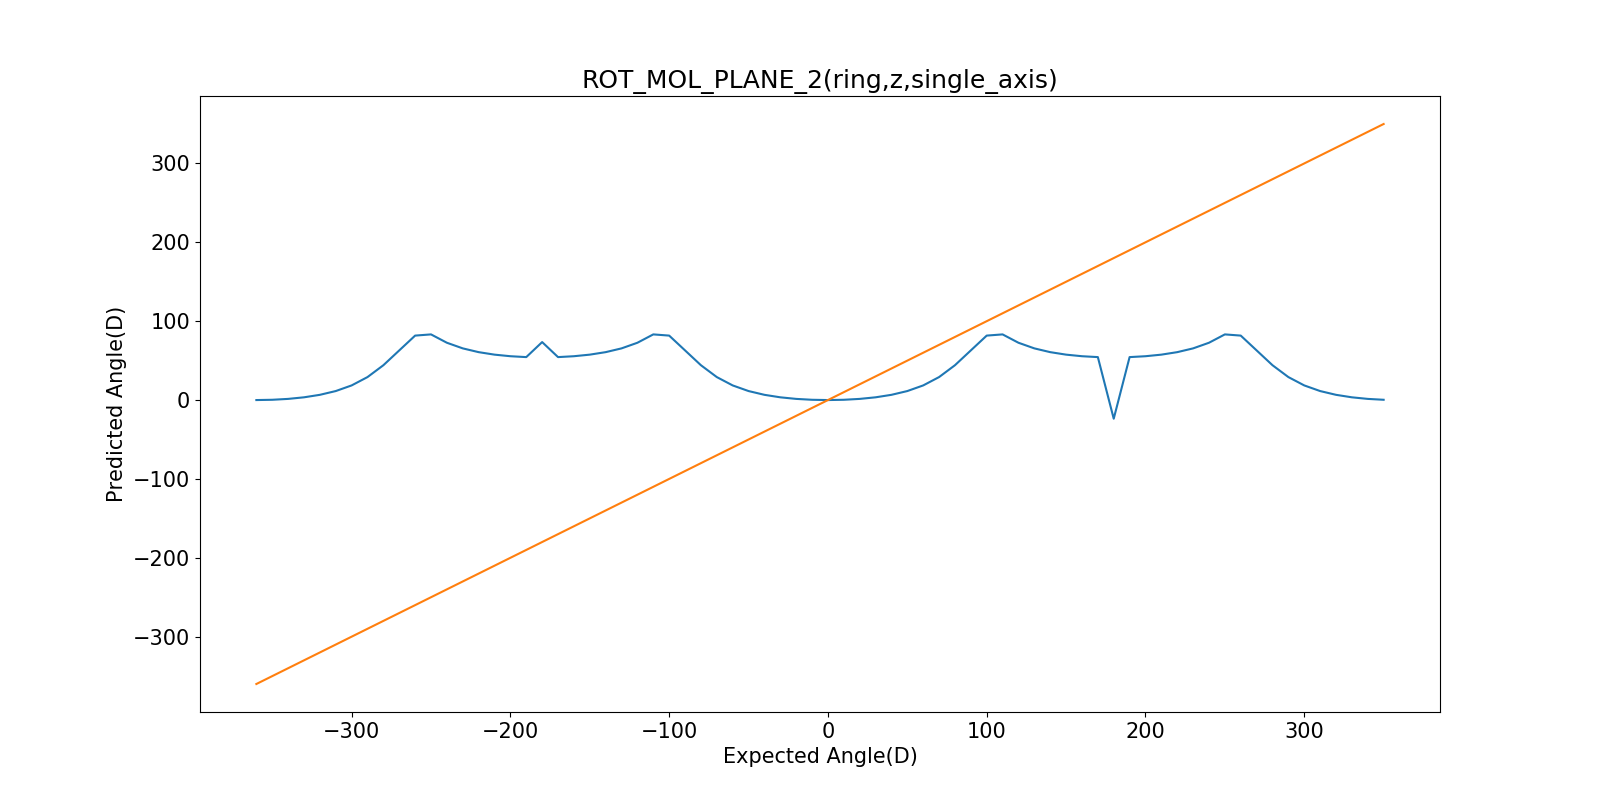 ROT_MOL_PLANE_2(ring,z,single_axis)
300
200
100
0
−100
−200
−300
Predicted Angle(D)
−300 −200 −100 0 100 200 300
Expected Angle(D)